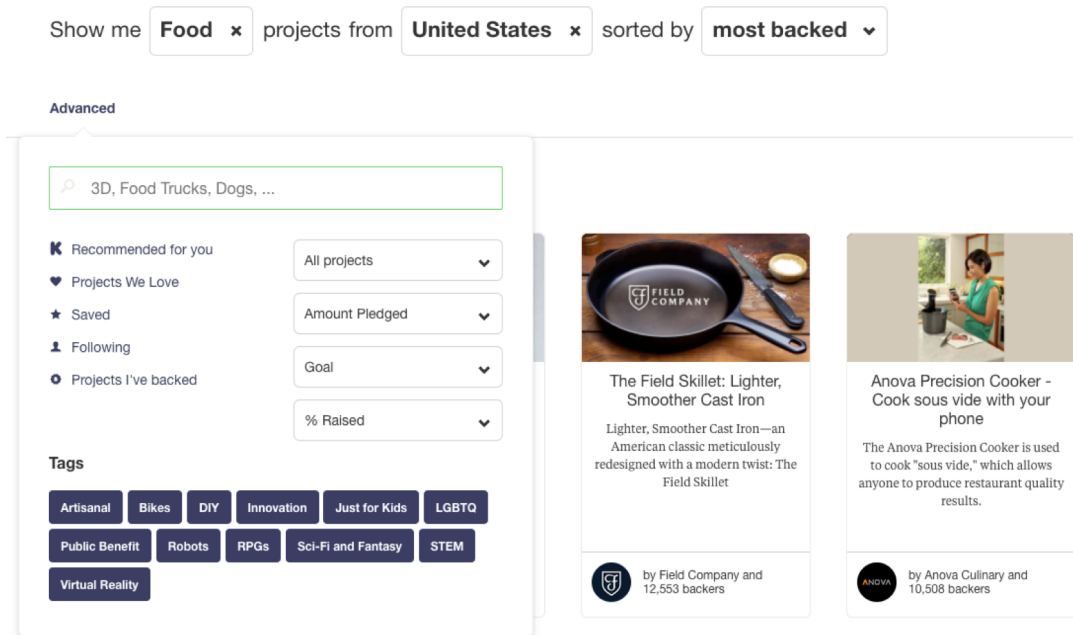 Show me Food × projects from United States × sorted by most backed
Advanced
3D, Food Trucks, Dogs, ...
Recommended for you
Projects We Love
Saved
Following
Projects I've backed
All projects
Amount Pledged
Goal
% Raised
Tags
Artisanal Bikes DIY Innovation Just for Kids LGBTQ
Public Benefit Robots RPGs Sci-Fi and Fantasy STEM
Virtual Reality
FIELD
COMPANY
The Field Skillet: Lighter,
Smoother Cast Iron
Lighter, Smoother Cast Iron—an
American classic meticulously
redesigned with a modern twist: The
Field Skillet
by Field Company and
12,553 backers
Anova Precision Cooker -
Cook sous vide with your
phone
The Anova Precision Cooker is used
to cook "sous vide," which allows
anyone to produce restaurant quality
results.
ANOVA
by Anova Culinary and
10,508 backers